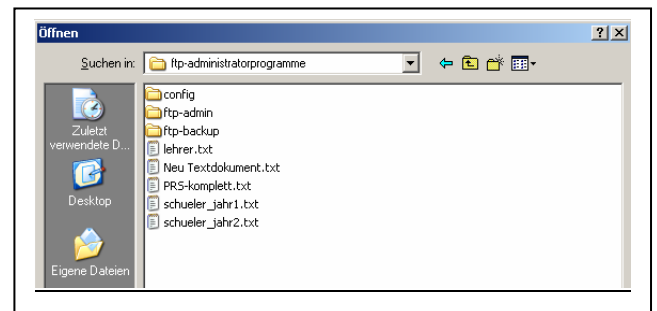 Öffnen
Suchen in: ftp-administratorprogramme
config
ftp-admin
ftp-backup
lehrer.txt
Neu Textdokument.txt
PRS-komplett.txt
schueler_jahr1.txt
schueler_jahr2.txt
Zuletzt
verwendete D...
Desktop
Eigene Dateien